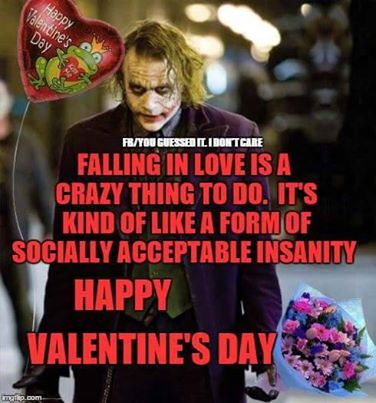 Happy
Valentine's
Day
FB/YOU GUESSED IT. I DON'T CARE
FALLING IN LOVE IS A
CRAZY THING TO DO. IT'S
KIND OF LIKE A FORM OF
SOCIALLY ACCEPTABLE INSANITY
HAPPY
VALENTINE'S DAY
imgflip.com